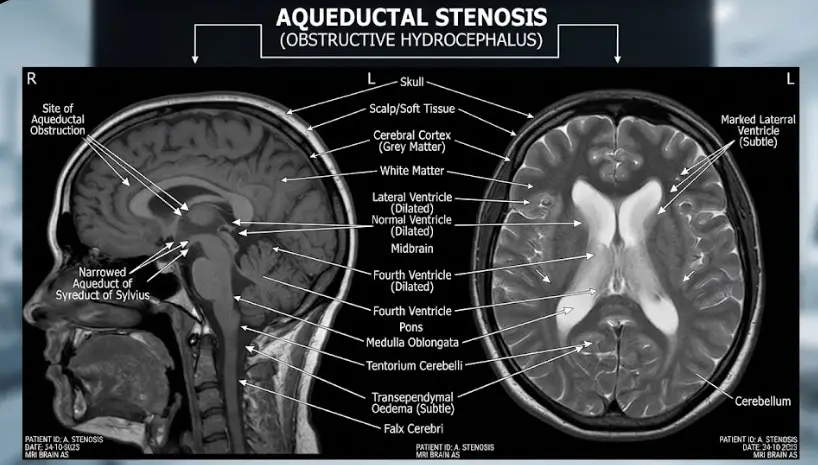 AQUEDUCTAL STENOSIS
(OBSTRUCTIVE HYDROCEPHALUS)
R
L
L
Site of
Aqueductal
Obstruction
Narrowed
Aqueduct of
Syreduct of Sylvius
Skull
Scalp/Soft Tissue
Cerebral Cortex
(Grey Matter)
White Matter
Lateral Ventricle
(Dilated)
Normal Ventricle
(Dilated)
Midbrain
Fourth Ventricle
(Dilated)
Fourth Ventricle
Pons
Medulla Oblongata
Tentorium Cerebelli
Transependymal
Oedema (Subtle)
Falx Cerebri
Marked Laterral
Ventricle
(Subtle)
Cerebellum
PATIENT ID: A. STENOSIS
DATE:
MRI BRAIN AS
PATIENT ID: A. STENOSIS
MRI BRAIN AS
PATIENT ID: A. STENOSIS
DATE:
MRI BRAIN AS